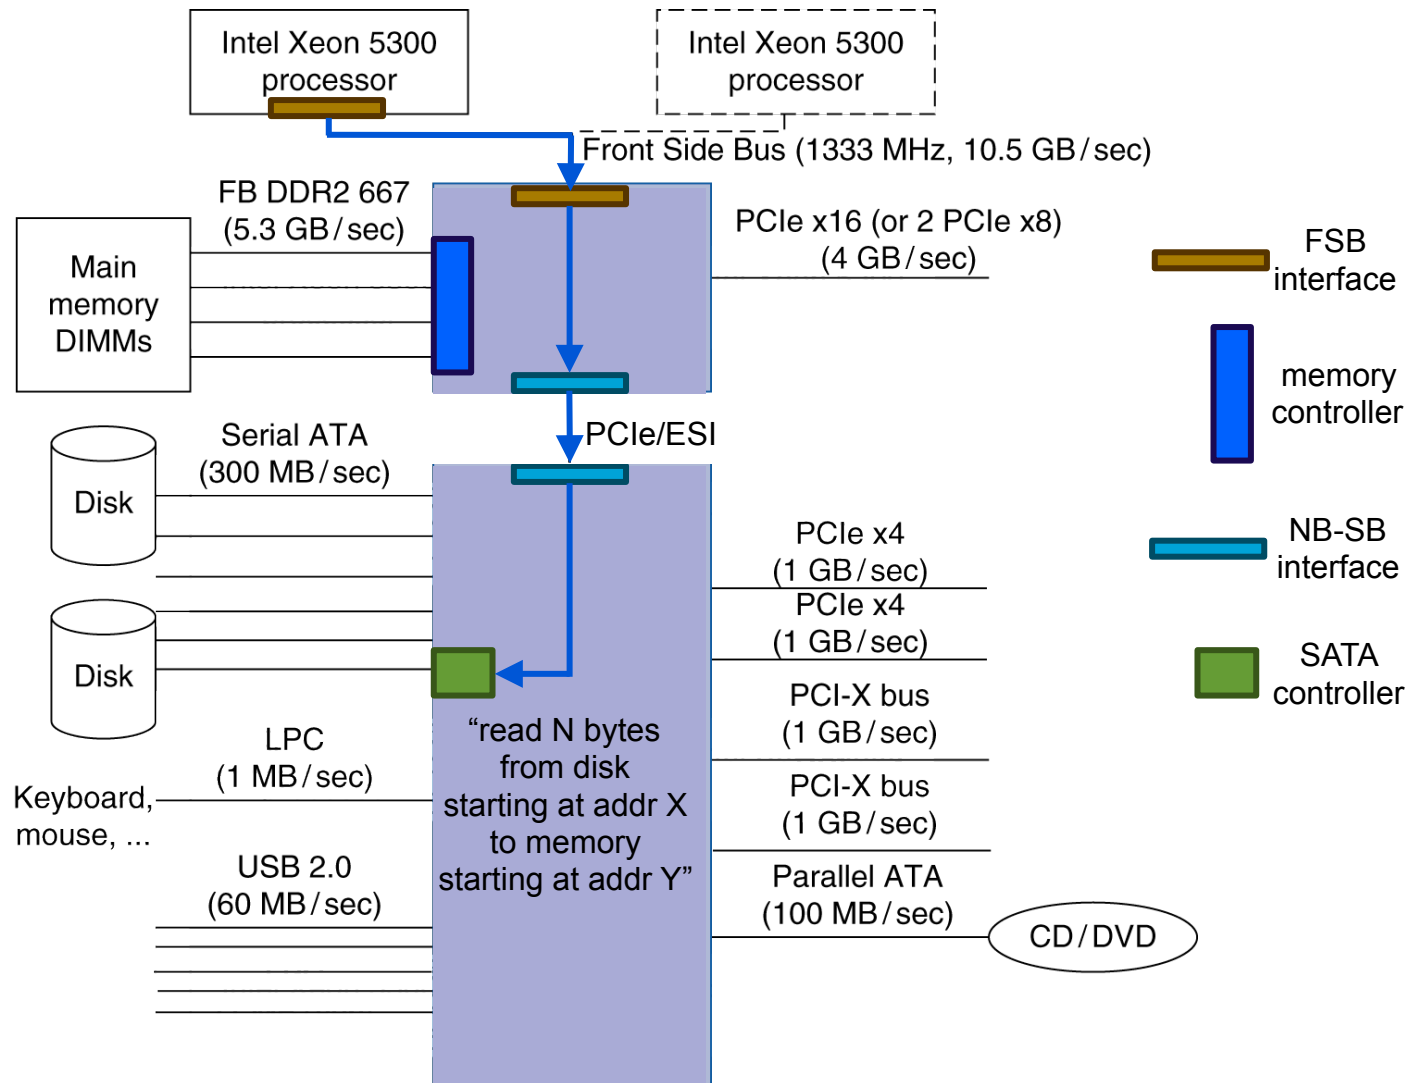 Intel Xeon 5300
processor
Intel Xeon 5300
processor
Front Side Bus (1333 MHz, 10.5 GB/sec)
FB DDR2 667
(5.3 GB/sec)
PCIe x16 (or 2 PCIe x8)
(4 GB/sec)
Main
memory
DIMMs
FSB
interface
memory
controller
PCIe/ESI
Serial ATA
(300 MB/sec)
Disk
NB-SB
interface
PCIe x4
(1 GB/sec)
PCIe x4
(1 GB/sec)
Disk
SATA
controller
PCI-X bus
(1 GB/sec)
“read N bytes
from disk
starting at addr X
to memory
starting at addr Y”
LPC
(1 MB/sec)
Keyboard,
mouse, ...
PCI-X bus
(1 GB/sec)
USB 2.0
(60 MB/sec)
Parallel ATA
(100 MB/sec)
CD/DVD